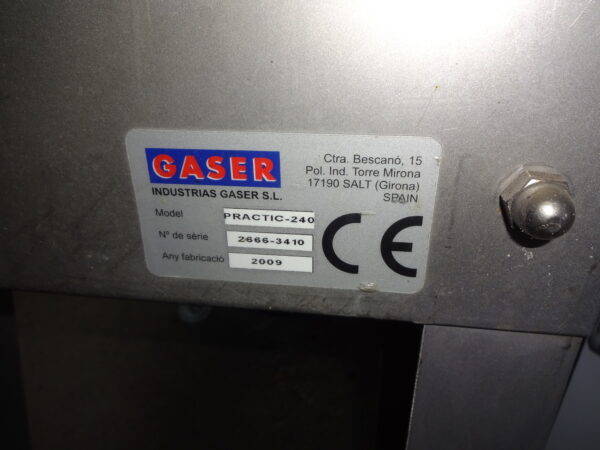 GASER
INDUSTRIAS GASER S.L.
Ctra. Bescanó, 15
Pol. Ind. Torre Mirona
17190 SALT (Girona)
SPAIN
Model PRACTIC-240
Nº de série 2666-3410
Any fabricació 2009
CE